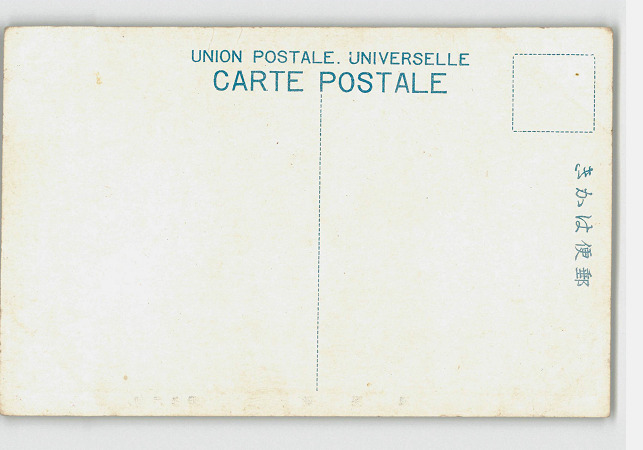 UNION POSTALE. UNIVERSELLE
CARTE POSTALE
郵便はかき